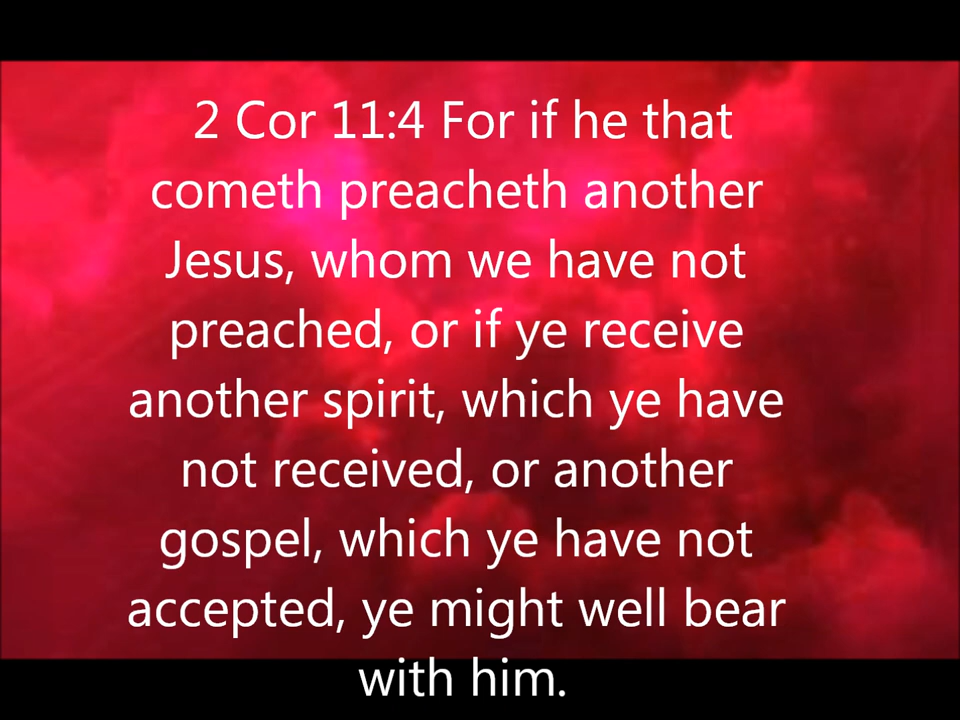 2 Cor 11:4 For if he that
cometh preacheth another
Jesus, whom we have not
preached, or if ye receive
another spirit, which ye have
not received, or another
gospel, which ye have not
accepted, ye might well bear
with him.